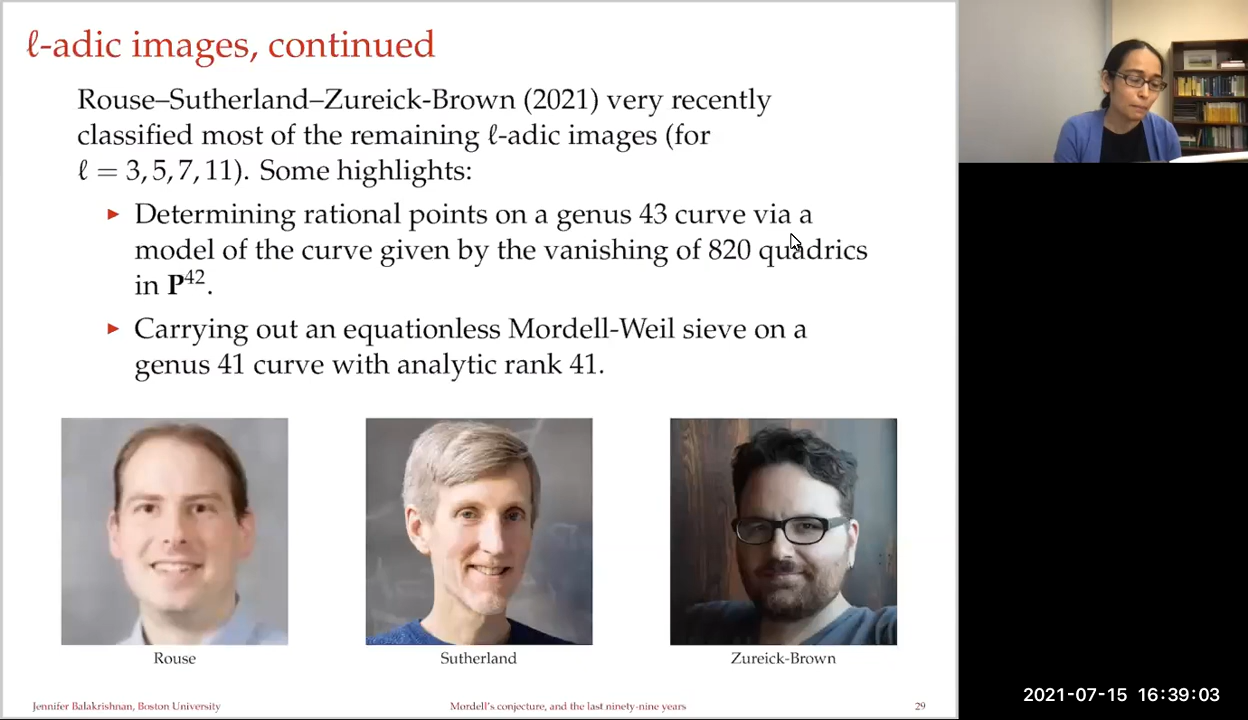 ℓ-adic images, continued
Rouse–Sutherland–Zureick-Brown (2021) very recently
classified most of the remaining ℓ-adic images (for
ℓ = 3, 5, 7, 11). Some highlights:
▶ Determining rational points on a genus 43 curve via a
model of the curve given by the vanishing of 820 quadrics
in P⁴².
▶ Carrying out an equationless Mordell-Weil sieve on a
genus 41 curve with analytic rank 41.
Rouse
Sutherland
Zureick-Brown
Jennifer Balakrishnan, Boston University
Mordell's conjecture, and the last ninety-nine years
29
2021-07-15 16:39:03